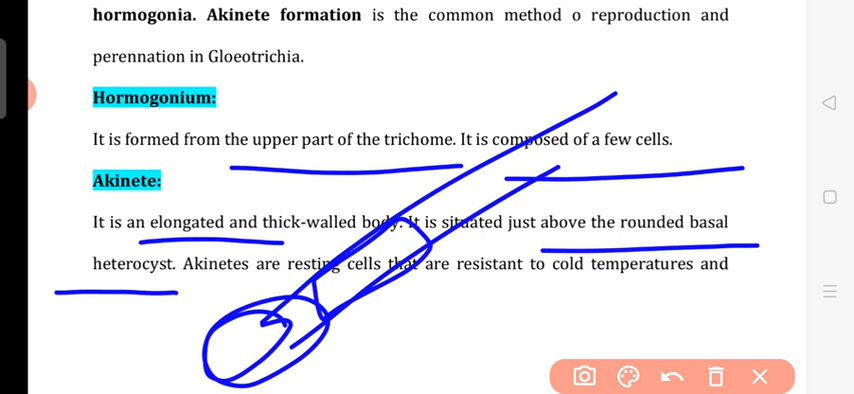 hormogonia. Akinete formation is the common method o reproduction and
perennation in Gloeotrichia.
Hormogonium:
It is formed from the upper part of the trichome. It is composed of a few cells.
Akinete:
It is an elongated and thick-walled body. It is situated just above the rounded basal
heterocyst. Akinetes are resting cells that are resistant to cold temperatures and